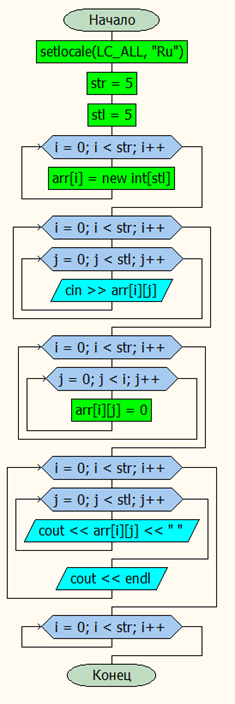 Начало
setlocale(LC_ALL, "Ru")
str = 5
stl = 5
i = 0; i < str; i++
arr[i] = new int[stl]
i = 0; i < str; i++
j = 0; j < stl; j++
cin >> arr[i][j]
i = 0; i < str; i++
j = 0; j < i; j++
arr[i][j] = 0
i = 0; i < str; i++
j = 0; j < stl; j++
cout << arr[i][j] << " "
cout << endl
i = 0; i < str; i++
Конец